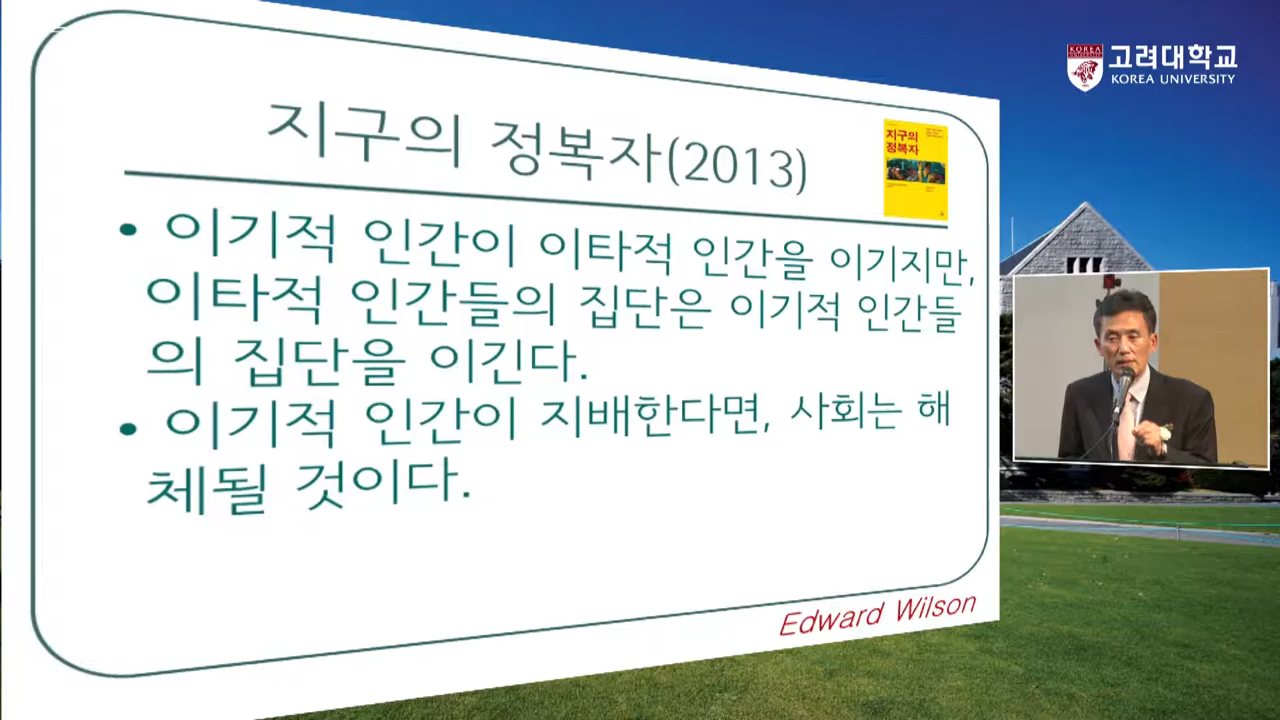 KOREA
고려대학교
KOREA UNIVERSITY
지구의 정복자(2013)
지구의
정복자
• 이기적 인간이 이타적 인간을 이기지만,
이타적 인간들의 집단은 이기적 인간들
의 집단을 이긴다.
• 이기적 인간이 지배한다면, 사회는 해
체될 것이다.
Edward Wilson